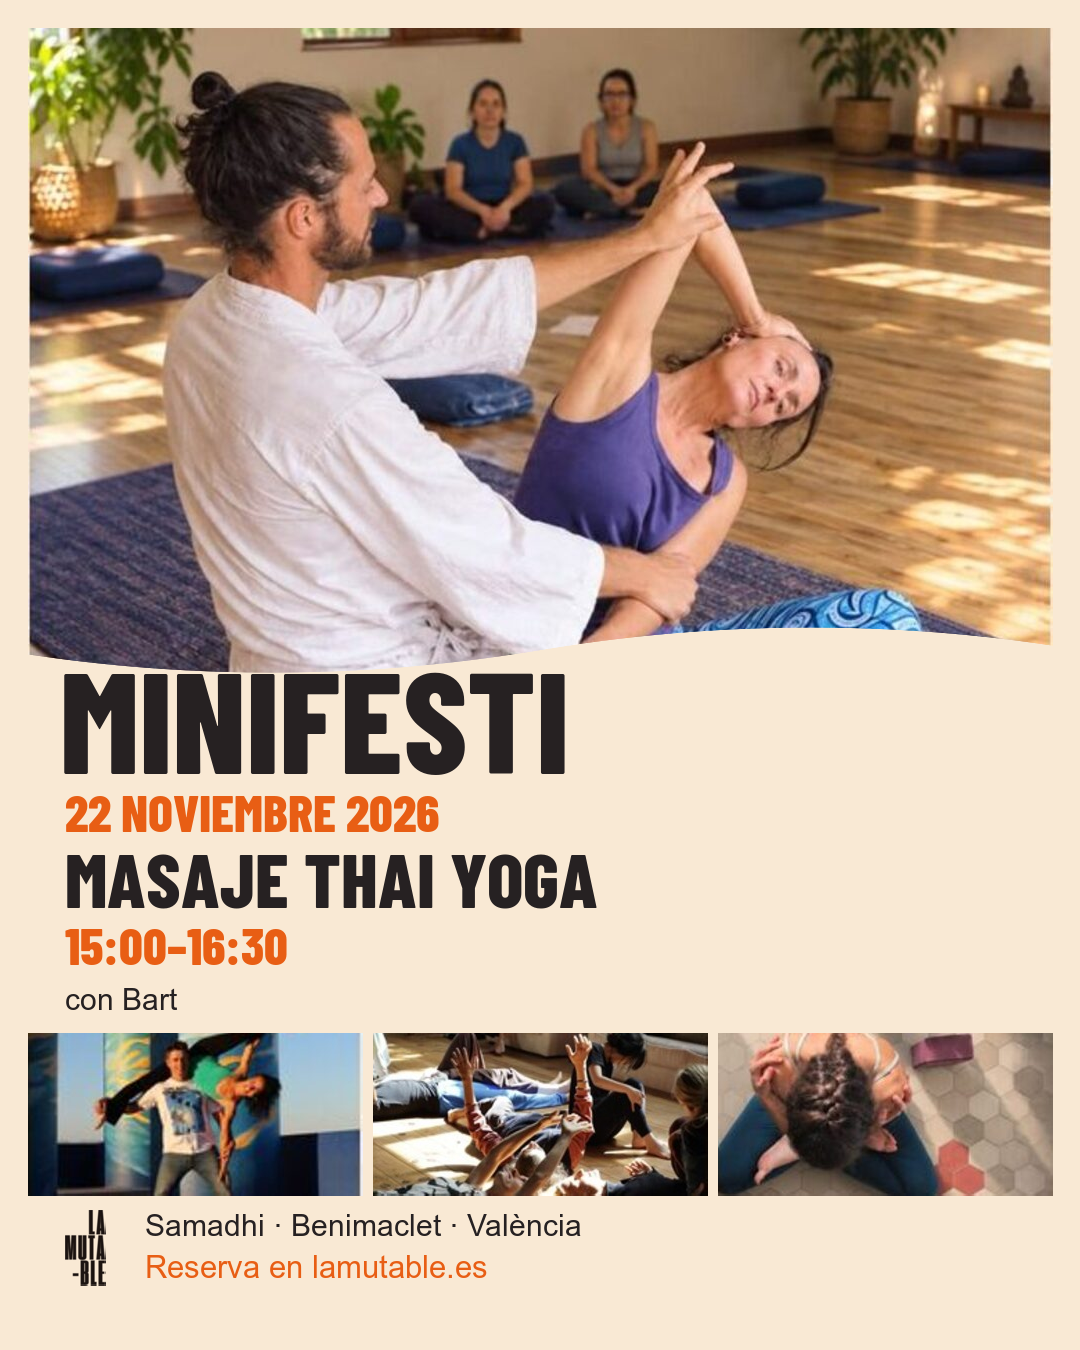 MINIFESTI
22 NOVIEMBRE 2026
MASAJE THAI YOGA
15:00–16:30
con Bart
LA
MUTA
-BLE
Samadhi · Benimaclet · València
Reserva en lamutable.es